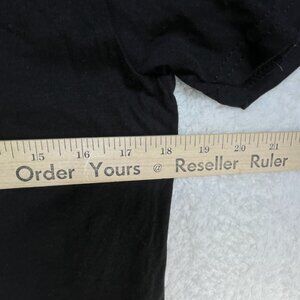 15 16 17 18 19 20 21
Order Yours @ Reseller Ruler